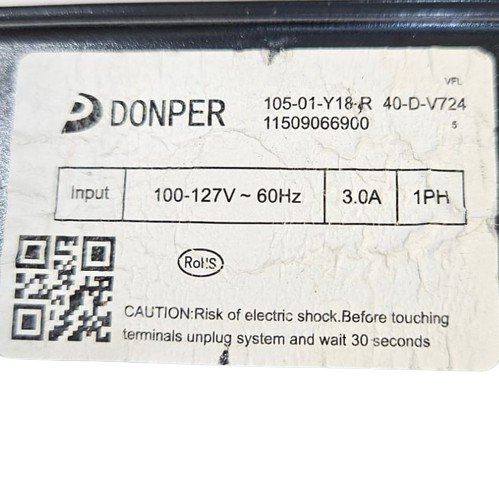 VFL
DONPER
105-01-Y18-R 40-D-V724
11509066900
5
Input 100-127V ~ 60Hz 3.0A 1PH
RoHS
CAUTION:Risk of electric shock.Before touching
terminals unplug system and wait 30 seconds